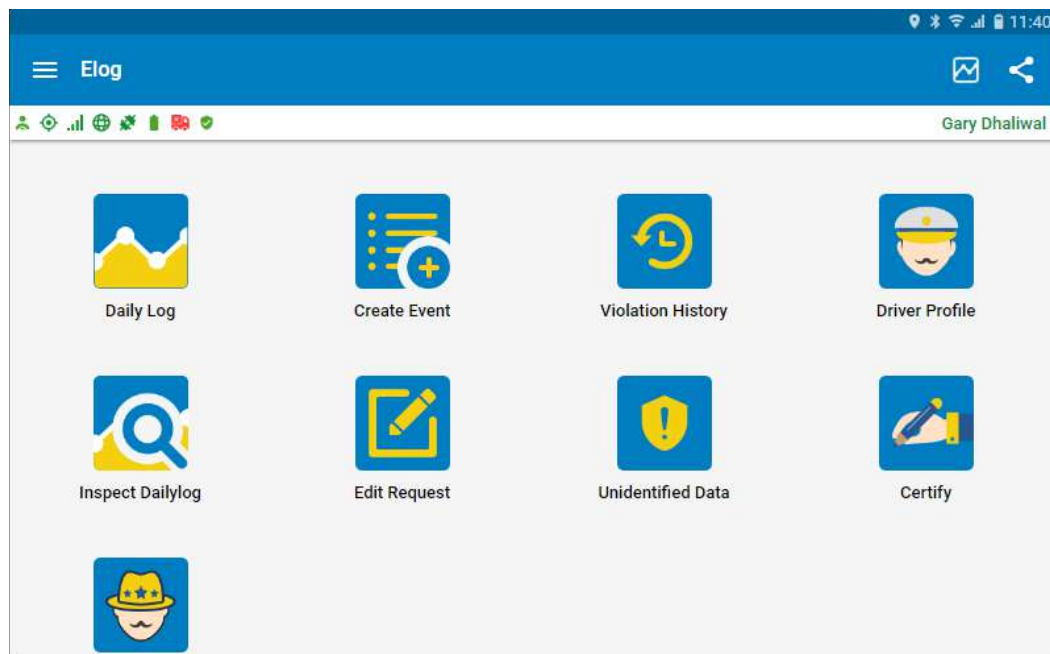 11:40
Elog
Gary Dhaliwal
Daily Log
Create Event
Violation History
Driver Profile
Inspect Dailylog
Edit Request
Unidentified Data
Certify